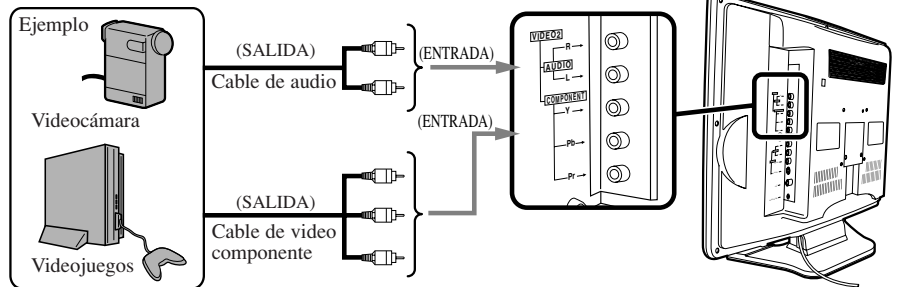 Ejemplo
Videocámara
Videojuegos
(SALIDA)
Cable de audio
(SALIDA)
Cable de video
componente
(ENTRADA)
(ENTRADA)
VIDEO2
R
AUDIO
L
COMPONENT
Y
Pb
Pr